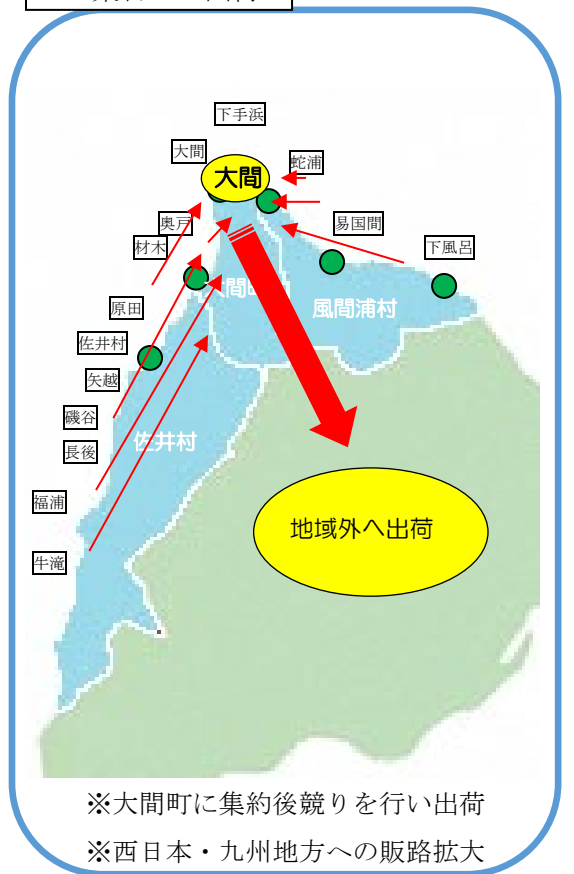 下手浜
大間
蛇浦
大間
奥戸
易国間
材木
下風呂
大間町
原田
風間浦村
佐井村
矢越
佐井村
磯谷
長後
福浦
地域外へ出荷
牛滝
※大間町に集約後競りを行い出荷
※西日本・九州地方への販路拡大